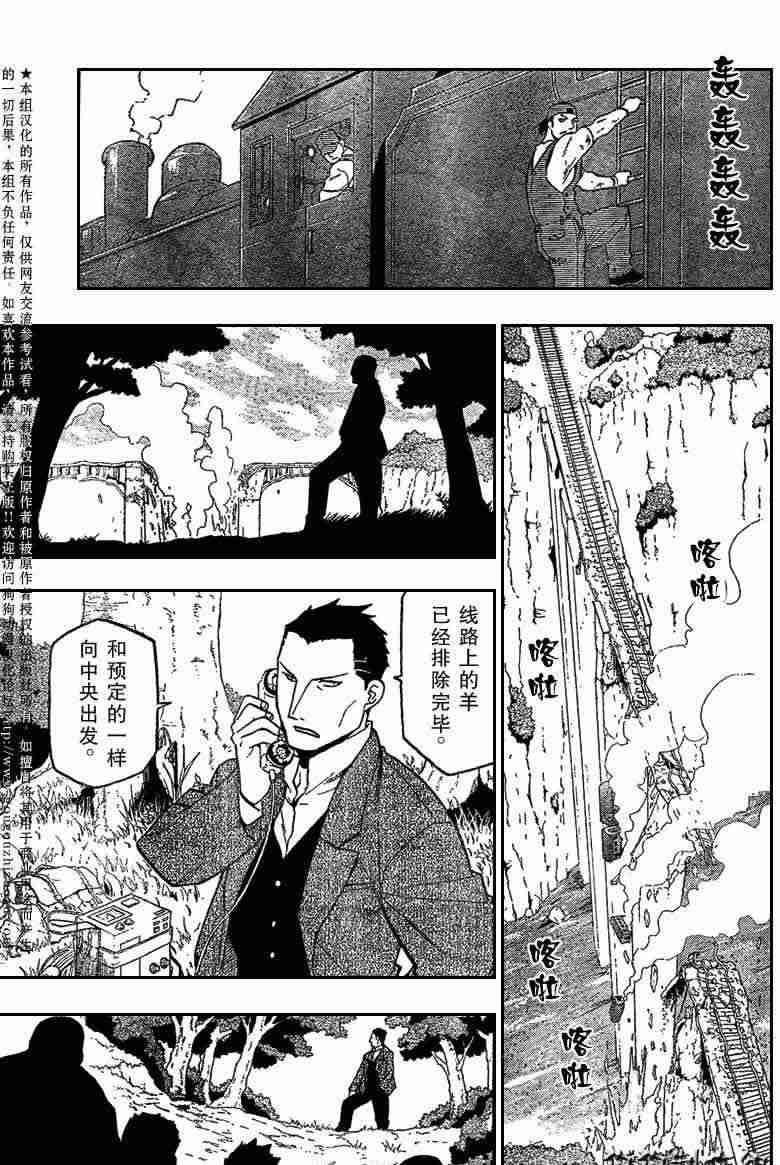 轰
轰
轰
轰
喀
啦
喀
啦
喀
啦
喀
啦
线路上的羊
已经排除完毕。
和预定的一样
向中央出发。
★本组汉化的所有作品，仅供网友交流参考试看，所有版权归原作者和被原作者授权
的一切后果，本组不负任何责任。如喜欢本作品，请支持购买正版!!欢迎访问狗狗